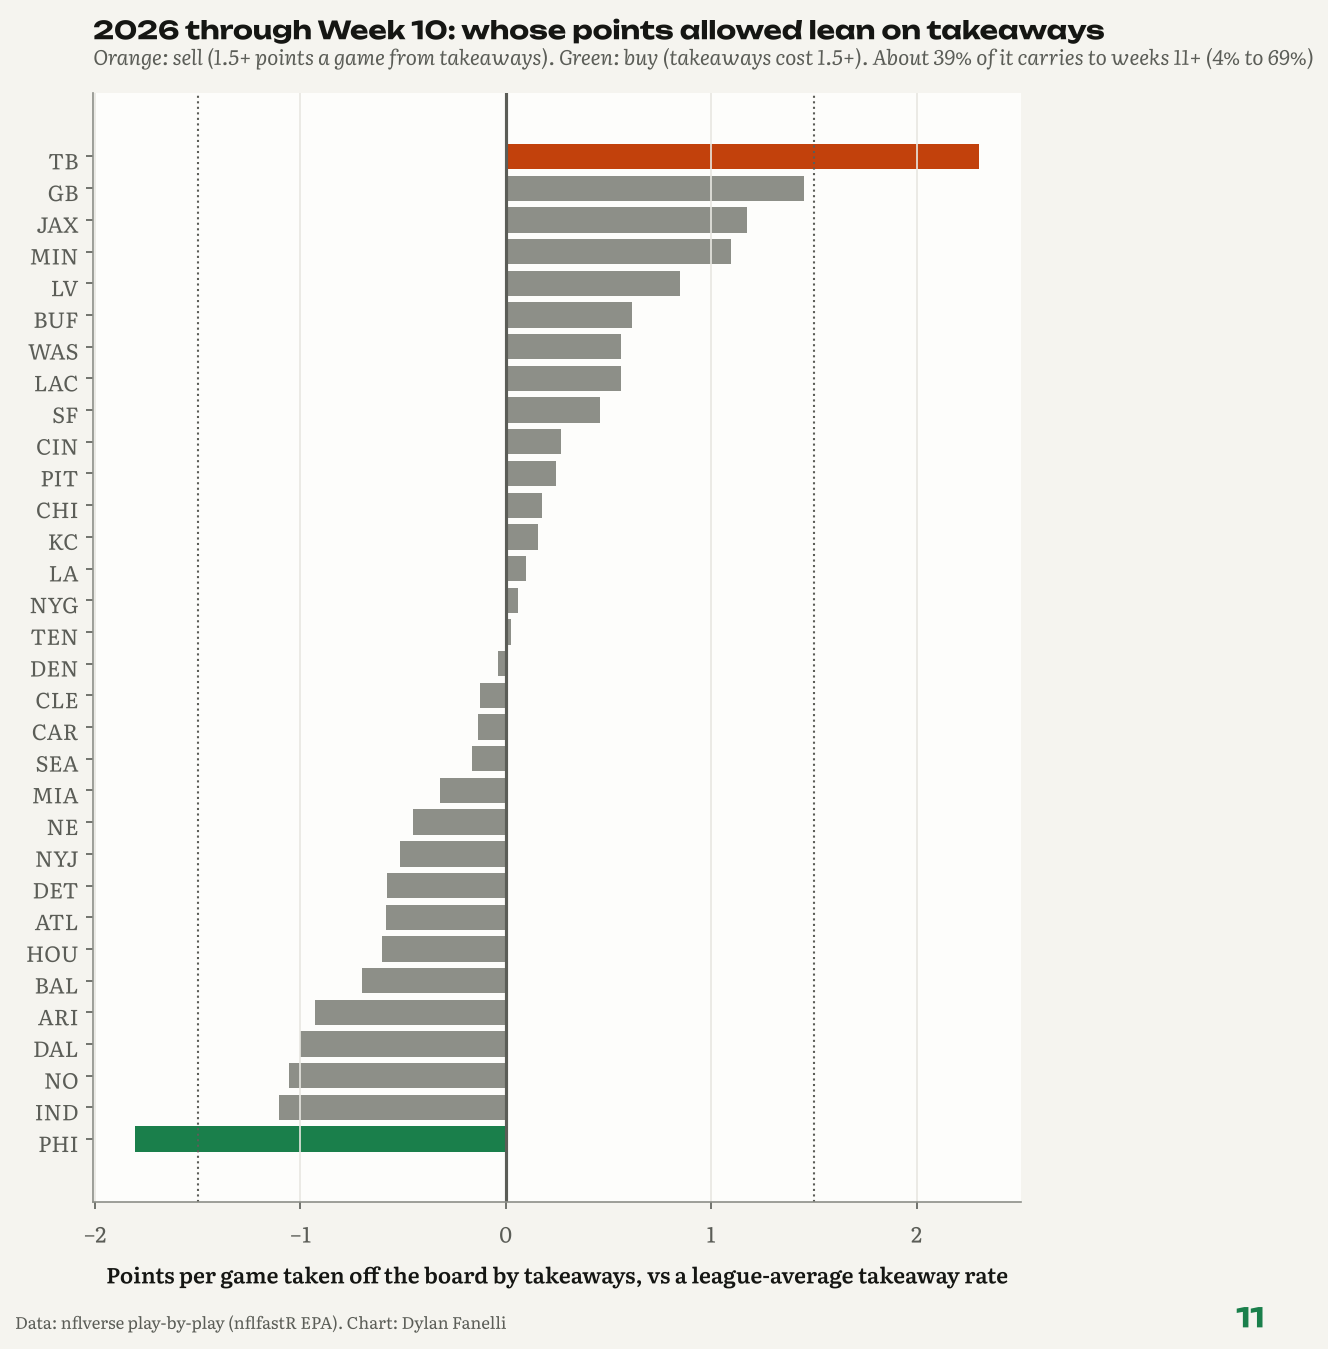 2026 through Week 10: whose points allowed lean on takeaways
Orange: sell (1.5+ points a game from takeaways). Green: buy (takeaways cost 1.5+). About 39% of it carries to weeks 11+ (4% to 69%)
TB
GB
JAX
MIN
LV
BUF
WAS
LAC
SF
CIN
PIT
CHI
KC
LA
NYG
TEN
DEN
CLE
CAR
SEA
MIA
NE
NYJ
DET
ATL
HOU
BAL
ARI
DAL
NO
IND
PHI
−2 −1 0 1 2
Points per game taken off the board by takeaways, vs a league-average takeaway rate
Data: nflverse play-by-play (nflfastR EPA). Chart: Dylan Fanelli
11